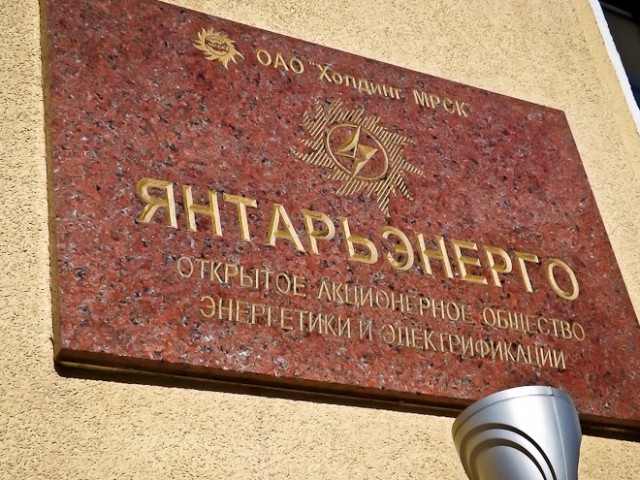 ОАО "Холдинг МРСК"
ЯНТАРЬЭНЕРГО
ОТКРЫТОЕ АКЦИОНЕРНОЕ ОБЩЕСТВО
ЭНЕРГЕТИКИ И ЭЛЕКТРИФИКАЦИИ